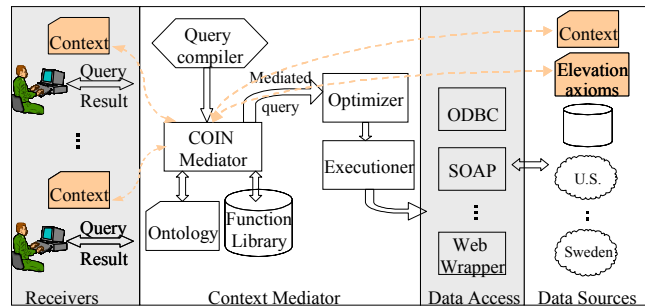 Context
Query
Result
Context
Query
Result
Receivers
Query
compiler
Mediated
query
COIN
Mediator
Optimizer
Executioner
Ontology
Function
Library
Context Mediator
ODBC
SOAP
Web
Wrapper
Data Access
Context
Elevation
axioms
U.S.
Sweden
Data Sources